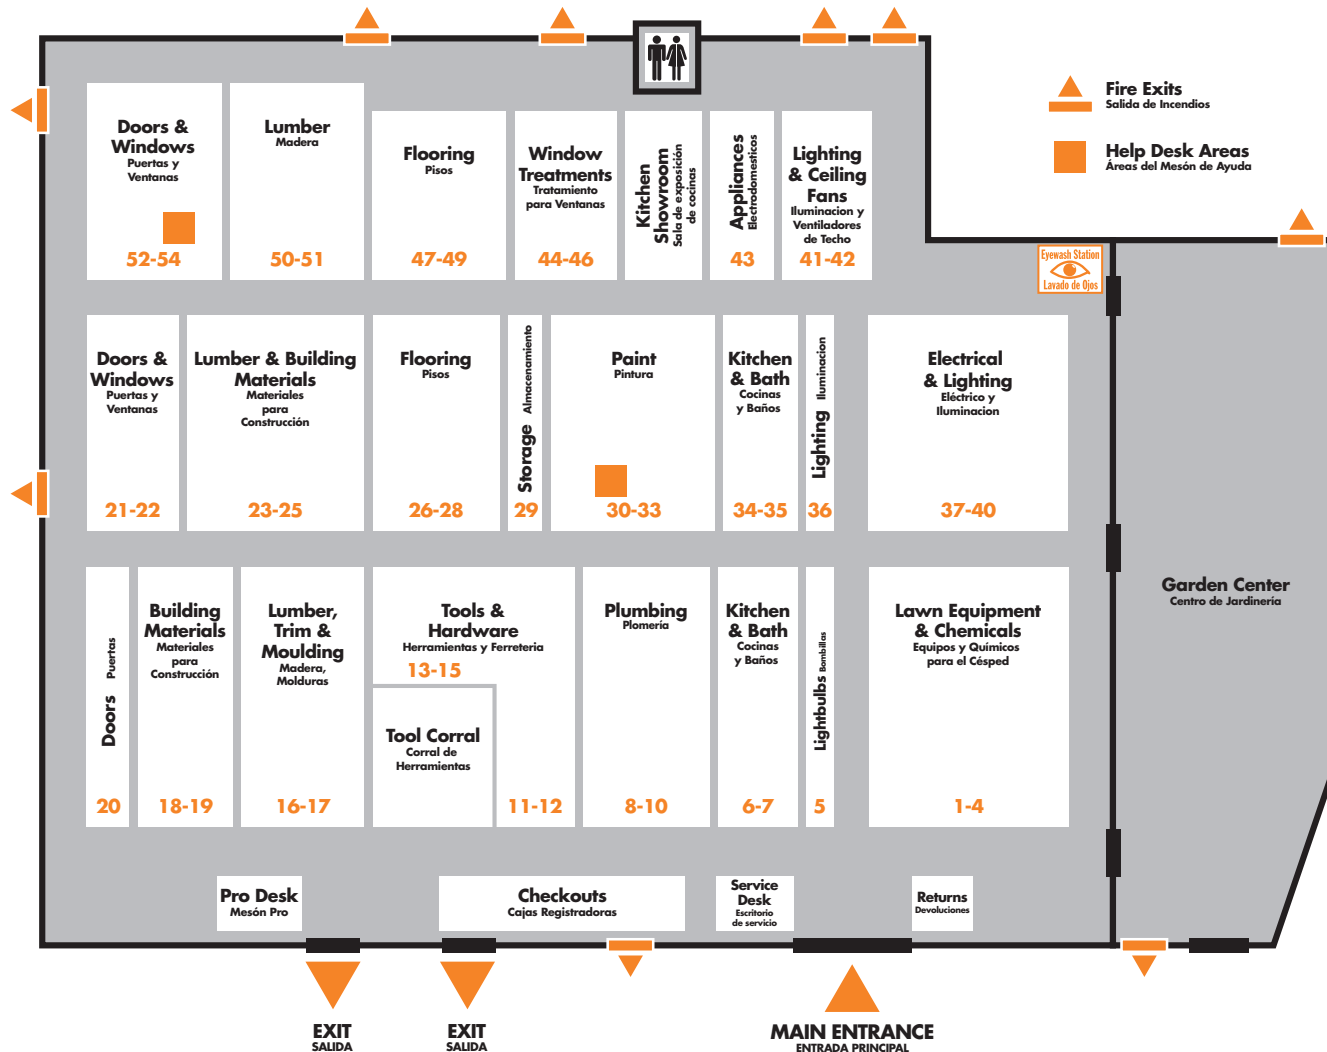 Fire Exits
Salida de Incendios
Help Desk Areas
Áreas del Mesón de Ayuda
Doors &
Windows
Puertas y
Ventanas
52-54
Lumber
Madera
50-51
Flooring
Pisos
47-49
Window
Treatments
Tratamiento
para Ventanas
44-46
Kitchen
Showroom
Sala de exposición
de cocinas
Appliances
Electrodomesticos
43
Lighting
& Ceiling
Fans
Iluminacion y
Ventiladores
de Techo
41-42
Eyewash Station
Lavado de Ojos
Doors &
Windows
Puertas y
Ventanas
21-22
Lumber & Building
Materials
Materiales
para
Construcción
23-25
Flooring
Pisos
26-28
Storage Almacenamiento
29
Paint
Pintura
30-33
Kitchen
& Bath
Cocinas
y Baños
34-35
Lighting Iluminacion
36
Electrical
& Lighting
Eléctrico y
Iluminacion
37-40
Garden Center
Centro de Jardinería
Doors Puertas
20
Building
Materials
Materiales
para
Construcción
18-19
Lumber,
Trim &
Moulding
Madera,
Molduras
16-17
Tools &
Hardware
Herramientas y Ferreteria
13-15
Tool Corral
Corral de
Herramientas
11-12
Plumbing
Plomería
8-10
Kitchen
& Bath
Cocinas
y Baños
6-7
Lightbulbs Bombillas
5
Lawn Equipment
& Chemicals
Equipos y Químicos
para el Césped
1-4
Pro Desk
Mesón Pro
Checkouts
Cajas Registradoras
Service
Desk
Escritorio
de servicio
Returns
Devoluciones
EXIT
SALIDA
EXIT
SALIDA
MAIN ENTRANCE
ENTRADA PRINCIPAL